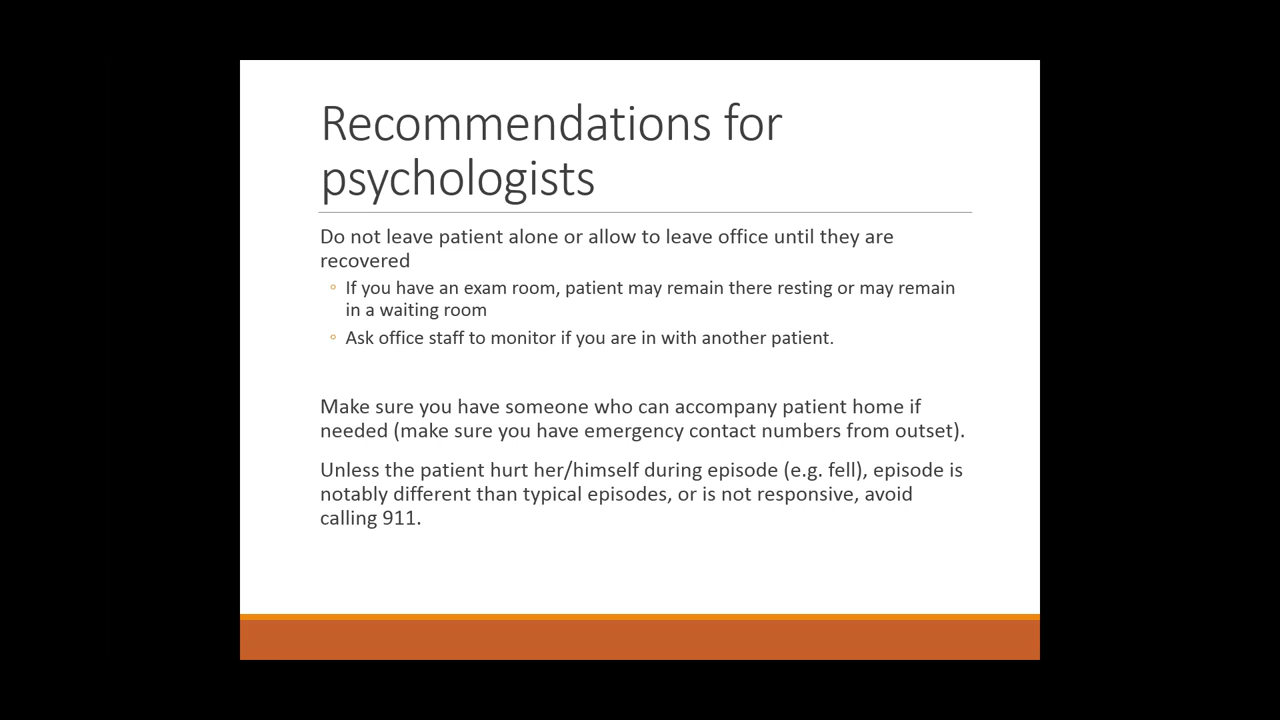 Recommendations for
psychologists
Do not leave patient alone or allow to leave office until they are
recovered
◦ If you have an exam room, patient may remain there resting or may remain
in a waiting room
◦ Ask office staff to monitor if you are in with another patient.
Make sure you have someone who can accompany patient home if
needed (make sure you have emergency contact numbers from outset).
Unless the patient hurt her/himself during episode (e.g. fell), episode is
notably different than typical episodes, or is not responsive, avoid
calling 911.